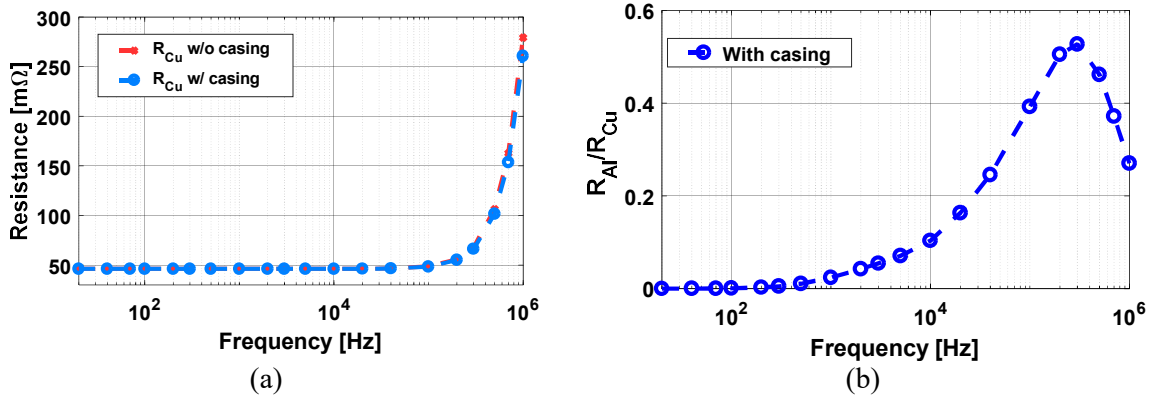 300
250
200
150
100
50
Resistance [mΩ]
R_Cu w/o casing
R_Cu w/ casing
10^2 10^4 10^6
Frequency [Hz]
(a)
0.6
0.4
0.2
0
R_Al/R_Cu
With casing
10^2 10^4 10^6
Frequency [Hz]
(b)